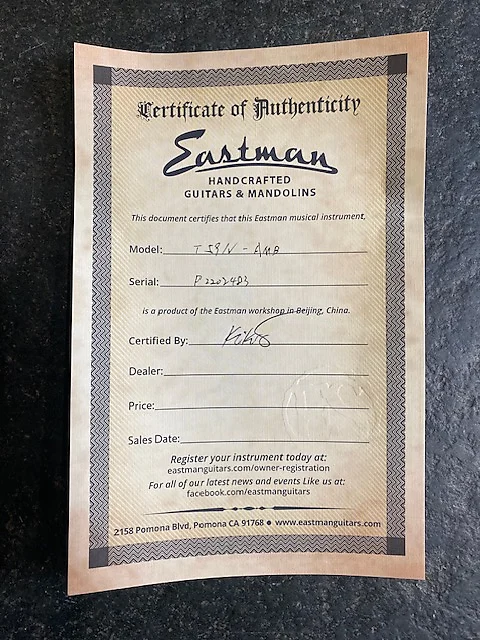 Certificate of Authenticity
Eastman
HANDCRAFTED
GUITARS & MANDOLINS
This document certifies that this Eastman musical instrument,
Model: T59/V - AMB
Serial: P2202483
is a product of the Eastman workshop in Beijing, China.
Certified By:
Dealer:
Price:
Sales Date:
Register your instrument today at:
eastmanguitars.com/owner-registration
For all of our latest news and events Like us at:
facebook.com/eastmanguitars
2158 Pomona Blvd, Pomona CA 91768 ● www.eastmanguitars.com